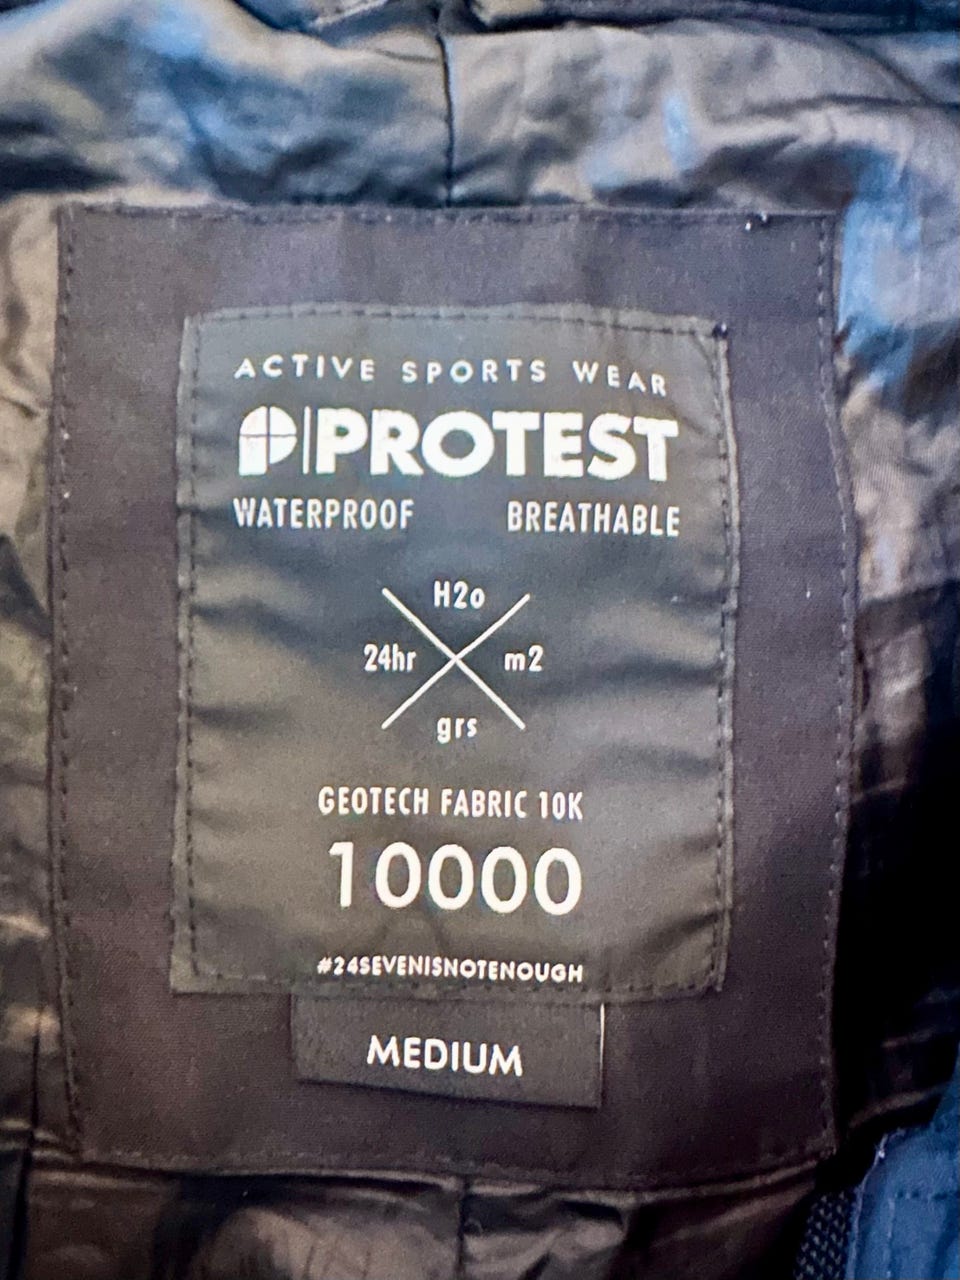 ACTIVE SPORTS WEAR
PROTEST
WATERPROOF BREATHABLE
H2o
24hr m2
grs
GEOTECH FABRIC 10K
10000
#24SEVENISNOTENOUGH
MEDIUM